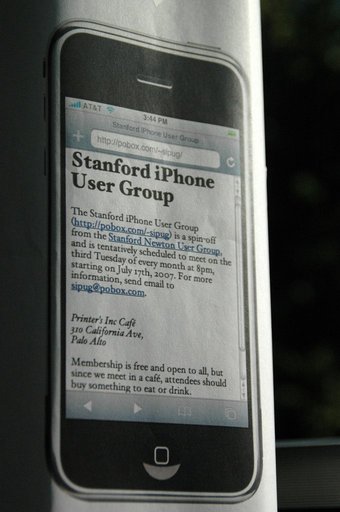 AT&T
3:44 PM
Stanford iPhone User Group
http://pobox.com/~sipug/
Stanford iPhone
User Group
The Stanford iPhone User Group
(http://pobox.com/~sipug) is a spin-off
from the Stanford Newton User Group,
and is tentatively scheduled to meet on the
third Tuesday of every month at 8pm,
starting on July 17th, 2007. For more
information, send email to
sipug@pobox.com.
Printer's Inc Café
310 California Ave,
Palo Alto
Membership is free and open to all, but
since we meet in a café, attendees should
buy something to eat or drink.